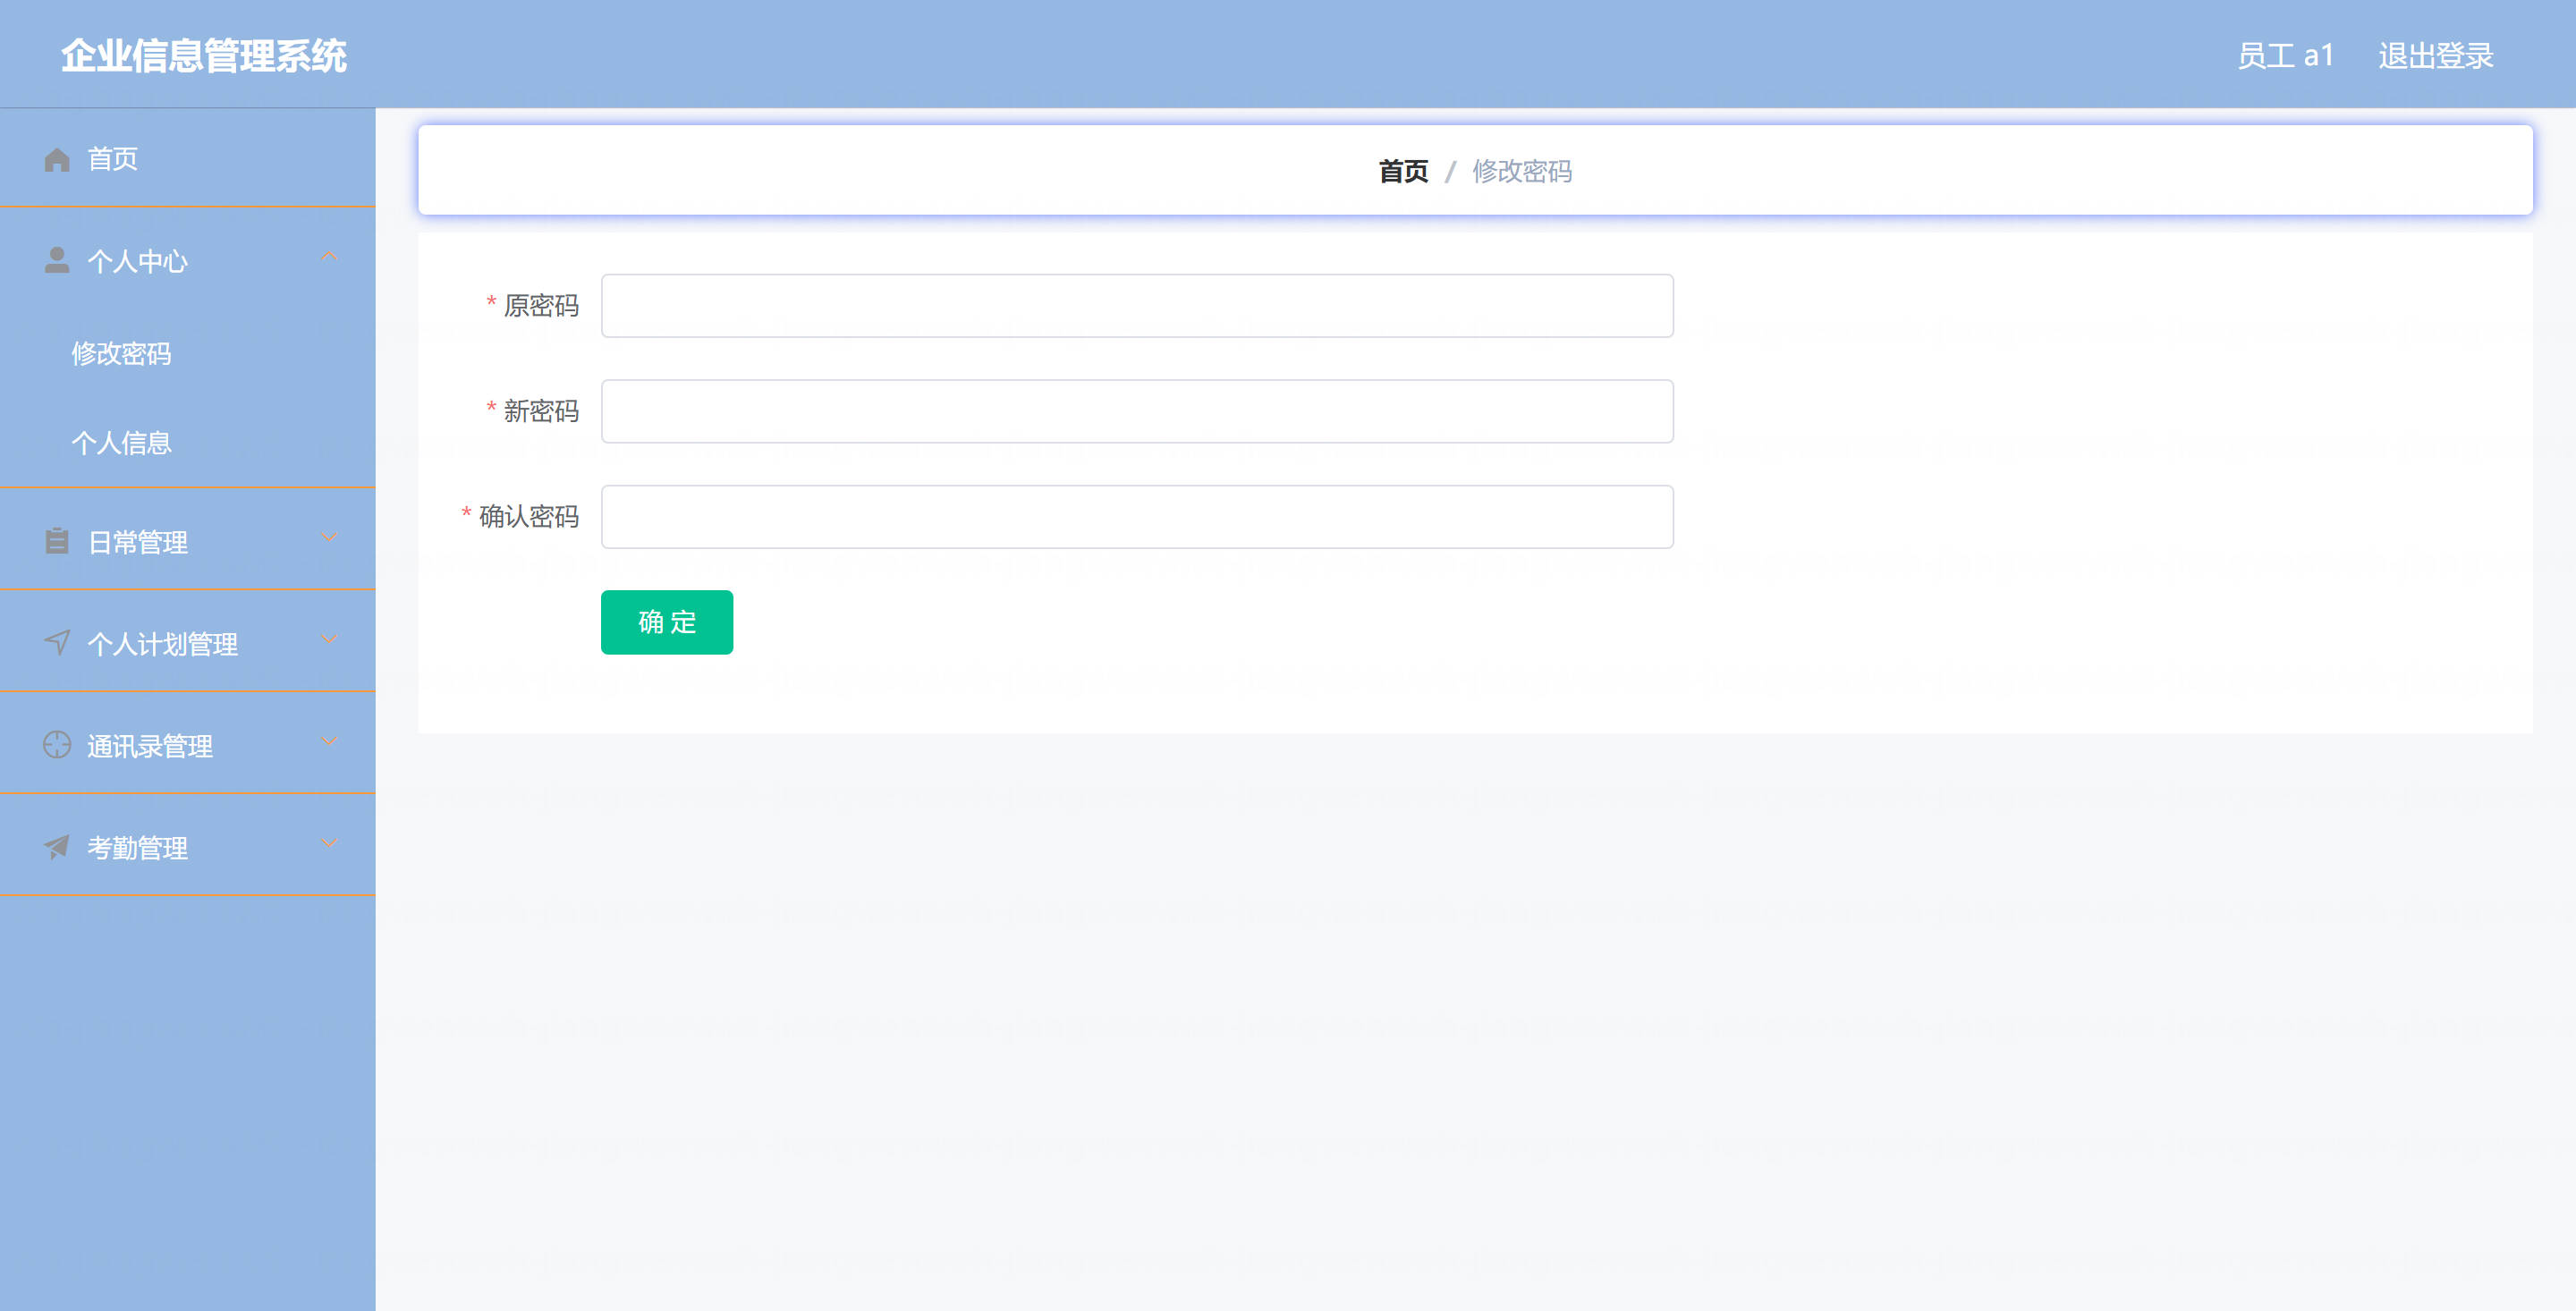 企业信息管理系统
员工 a1 退出登录
首页
个人中心
修改密码
个人信息
日常管理
个人计划管理
通讯录管理
考勤管理
首页 / 修改密码
* 原密码
* 新密码
* 确认密码
确 定